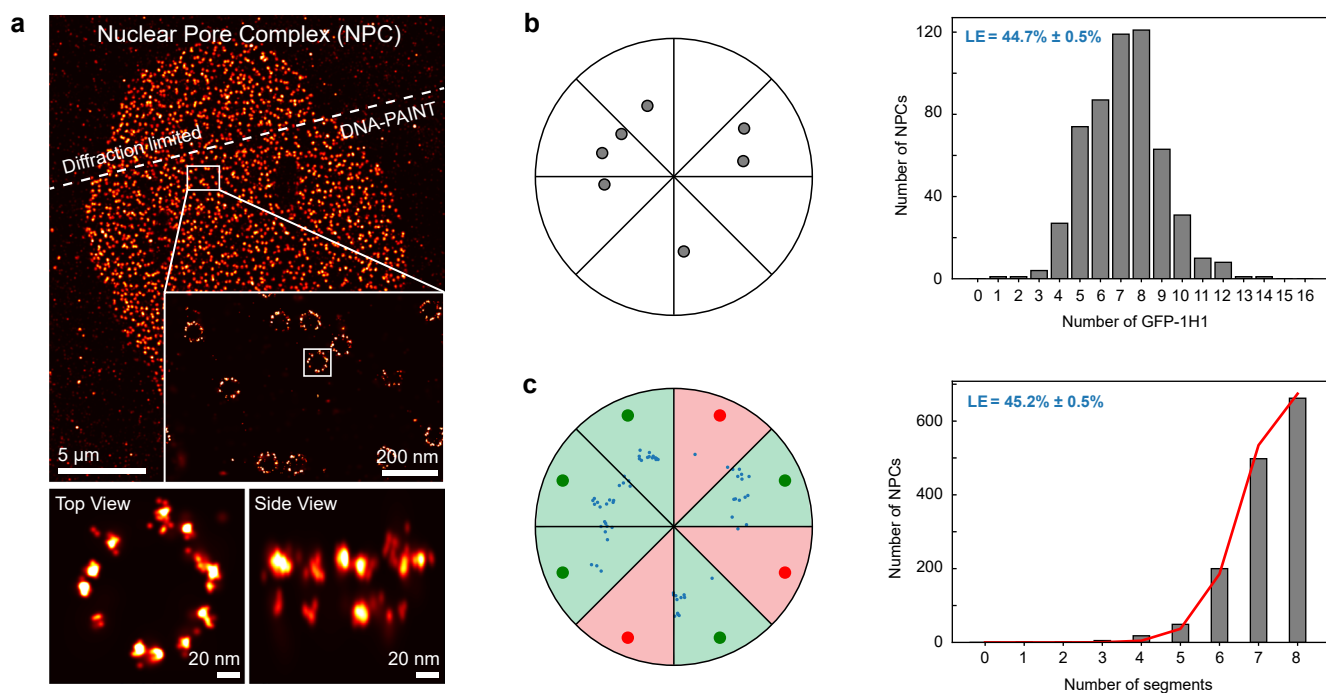 a
Nuclear Pore Complex (NPC)
Diffraction limited
DNA-PAINT
5 µm
200 nm
Top View
20 nm
Side View
20 nm
b
LE = 44.7% ± 0.5%
Number of NPCs
120
80
40
0
0 1 2 3 4 5 6 7 8 9 10 11 12 13 14 15 16
Number of GFP-1H1
c
LE = 45.2% ± 0.5%
Number of NPCs
600
400
200
0
0 1 2 3 4 5 6 7 8
Number of segments